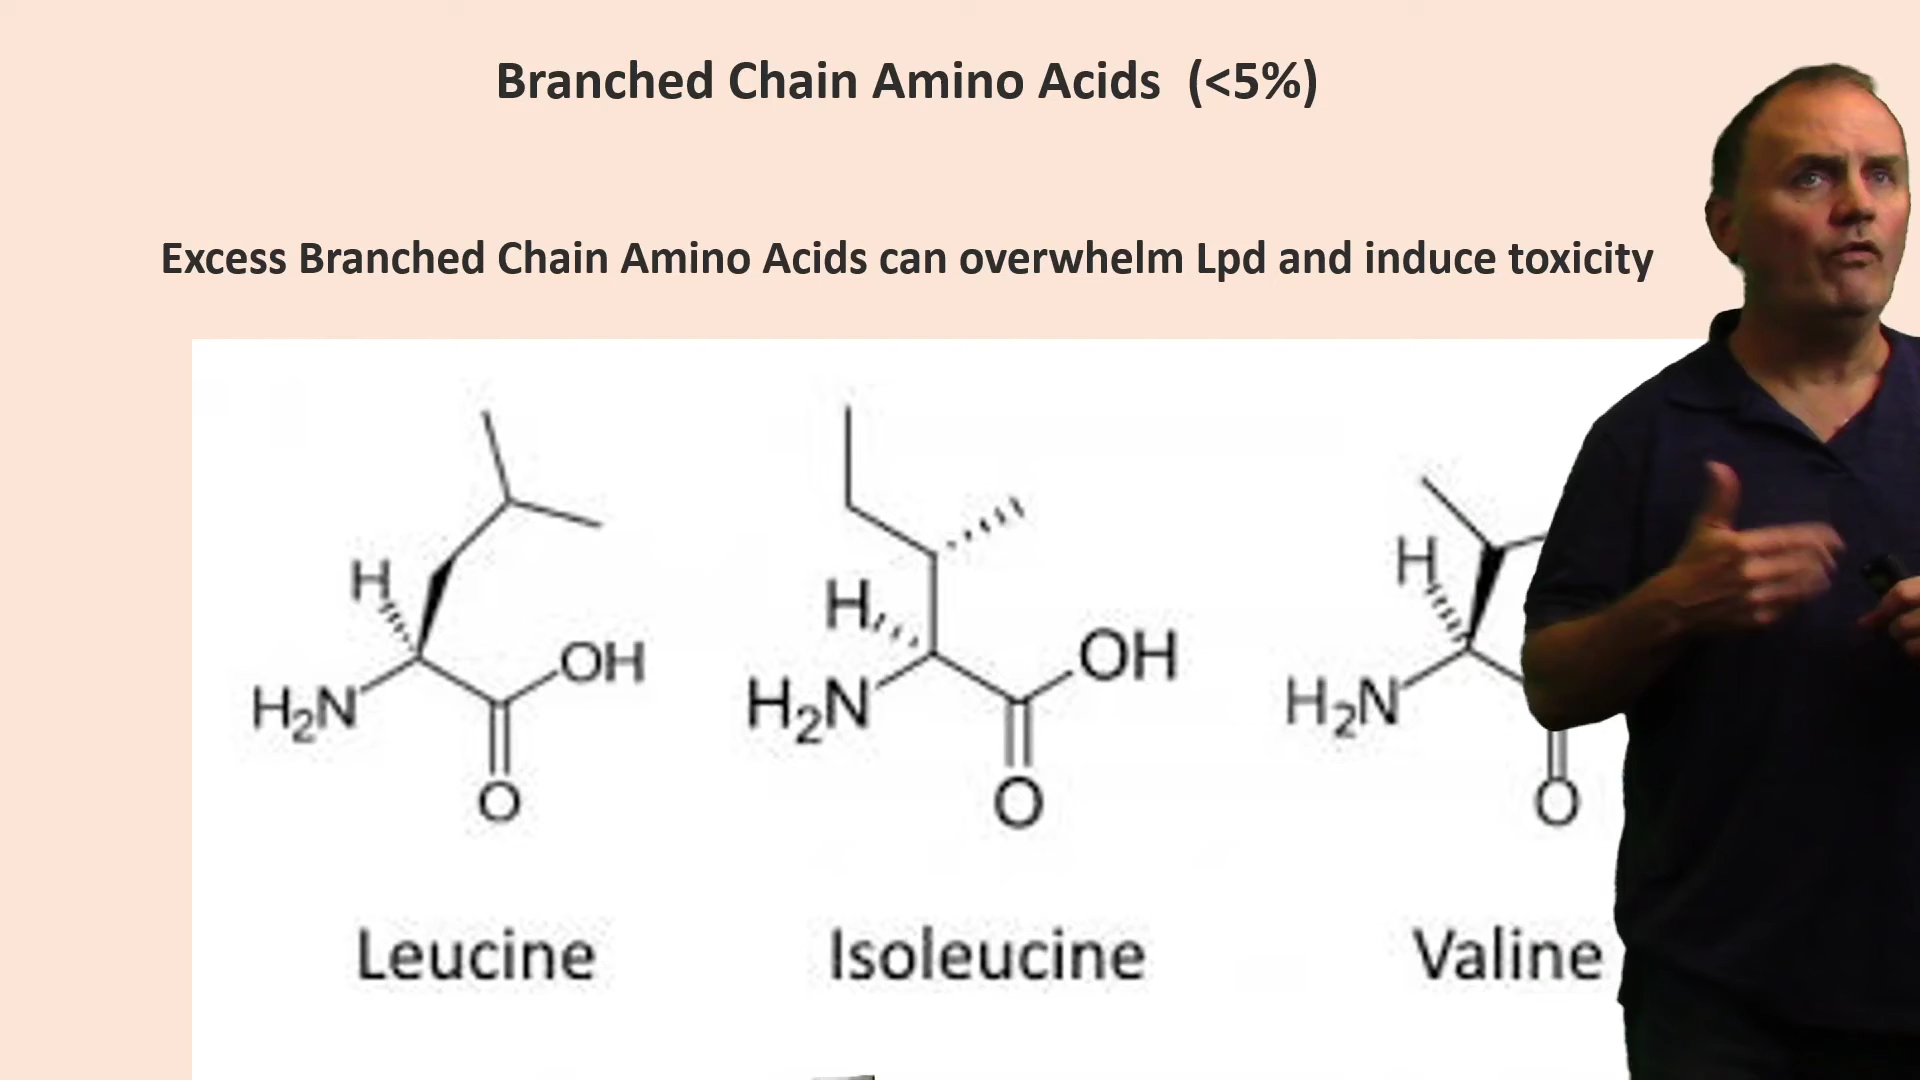 Branched Chain Amino Acids (<5%)
Excess Branched Chain Amino Acids can overwhelm Lpd and induce toxicity
H
H₂N
OH
O
H
H₂N
OH
O
H
H₂N
O
Leucine
Isoleucine
Valine